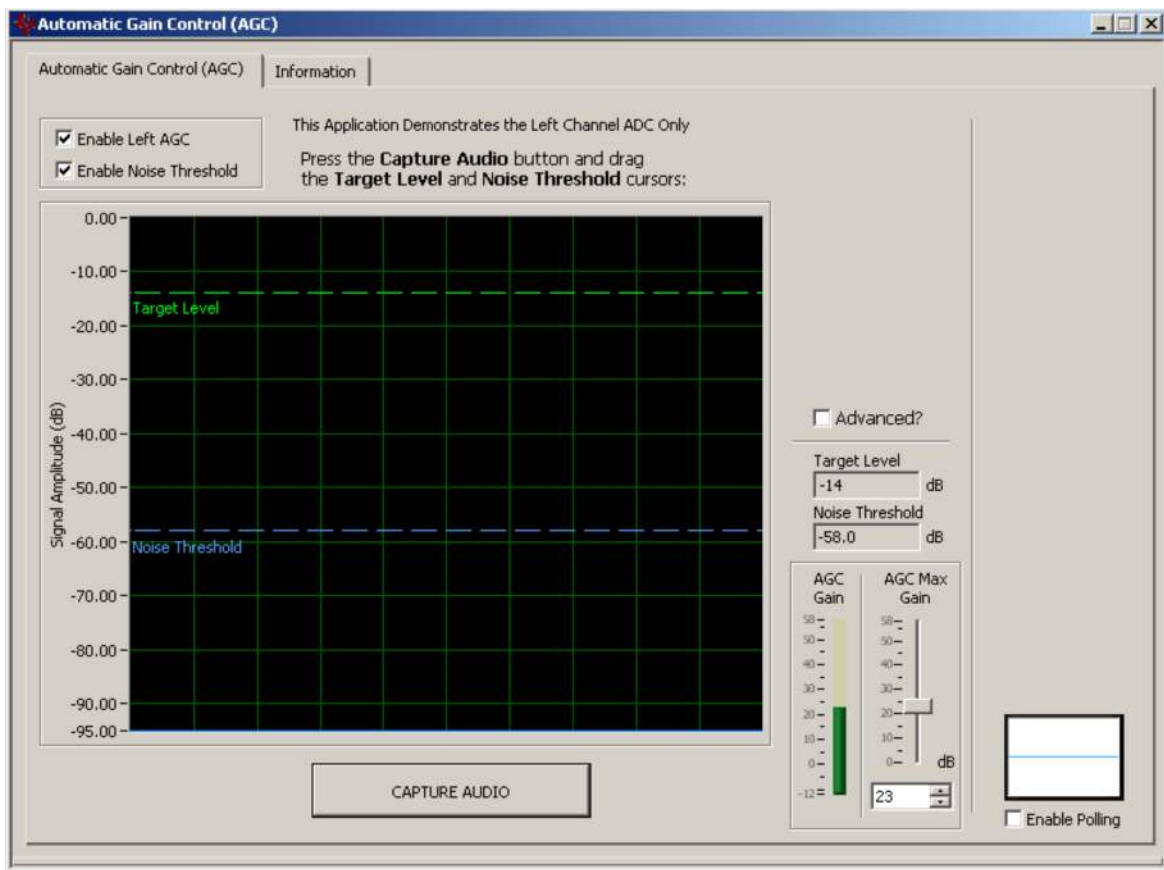 Automatic Gain Control (AGC)
Automatic Gain Control (AGC)
Information
Enable Left AGC
Enable Noise Threshold
This Application Demonstrates the Left Channel ADC Only
Press the Capture Audio button and drag
the Target Level and Noise Threshold cursors:
Signal Amplitude (dB)
0.00
-10.00
-20.00
-30.00
-40.00
-50.00
-60.00
-70.00
-80.00
-90.00
-95.00
Target Level
Noise Threshold
CAPTURE AUDIO
Advanced?
Target Level
-14 dB
Noise Threshold
-58.0 dB
AGC
Gain
58
50
40
30
20
10
0
-12
AGC Max
Gain
58
50
40
30
20
10
0
dB
23
Enable Polling